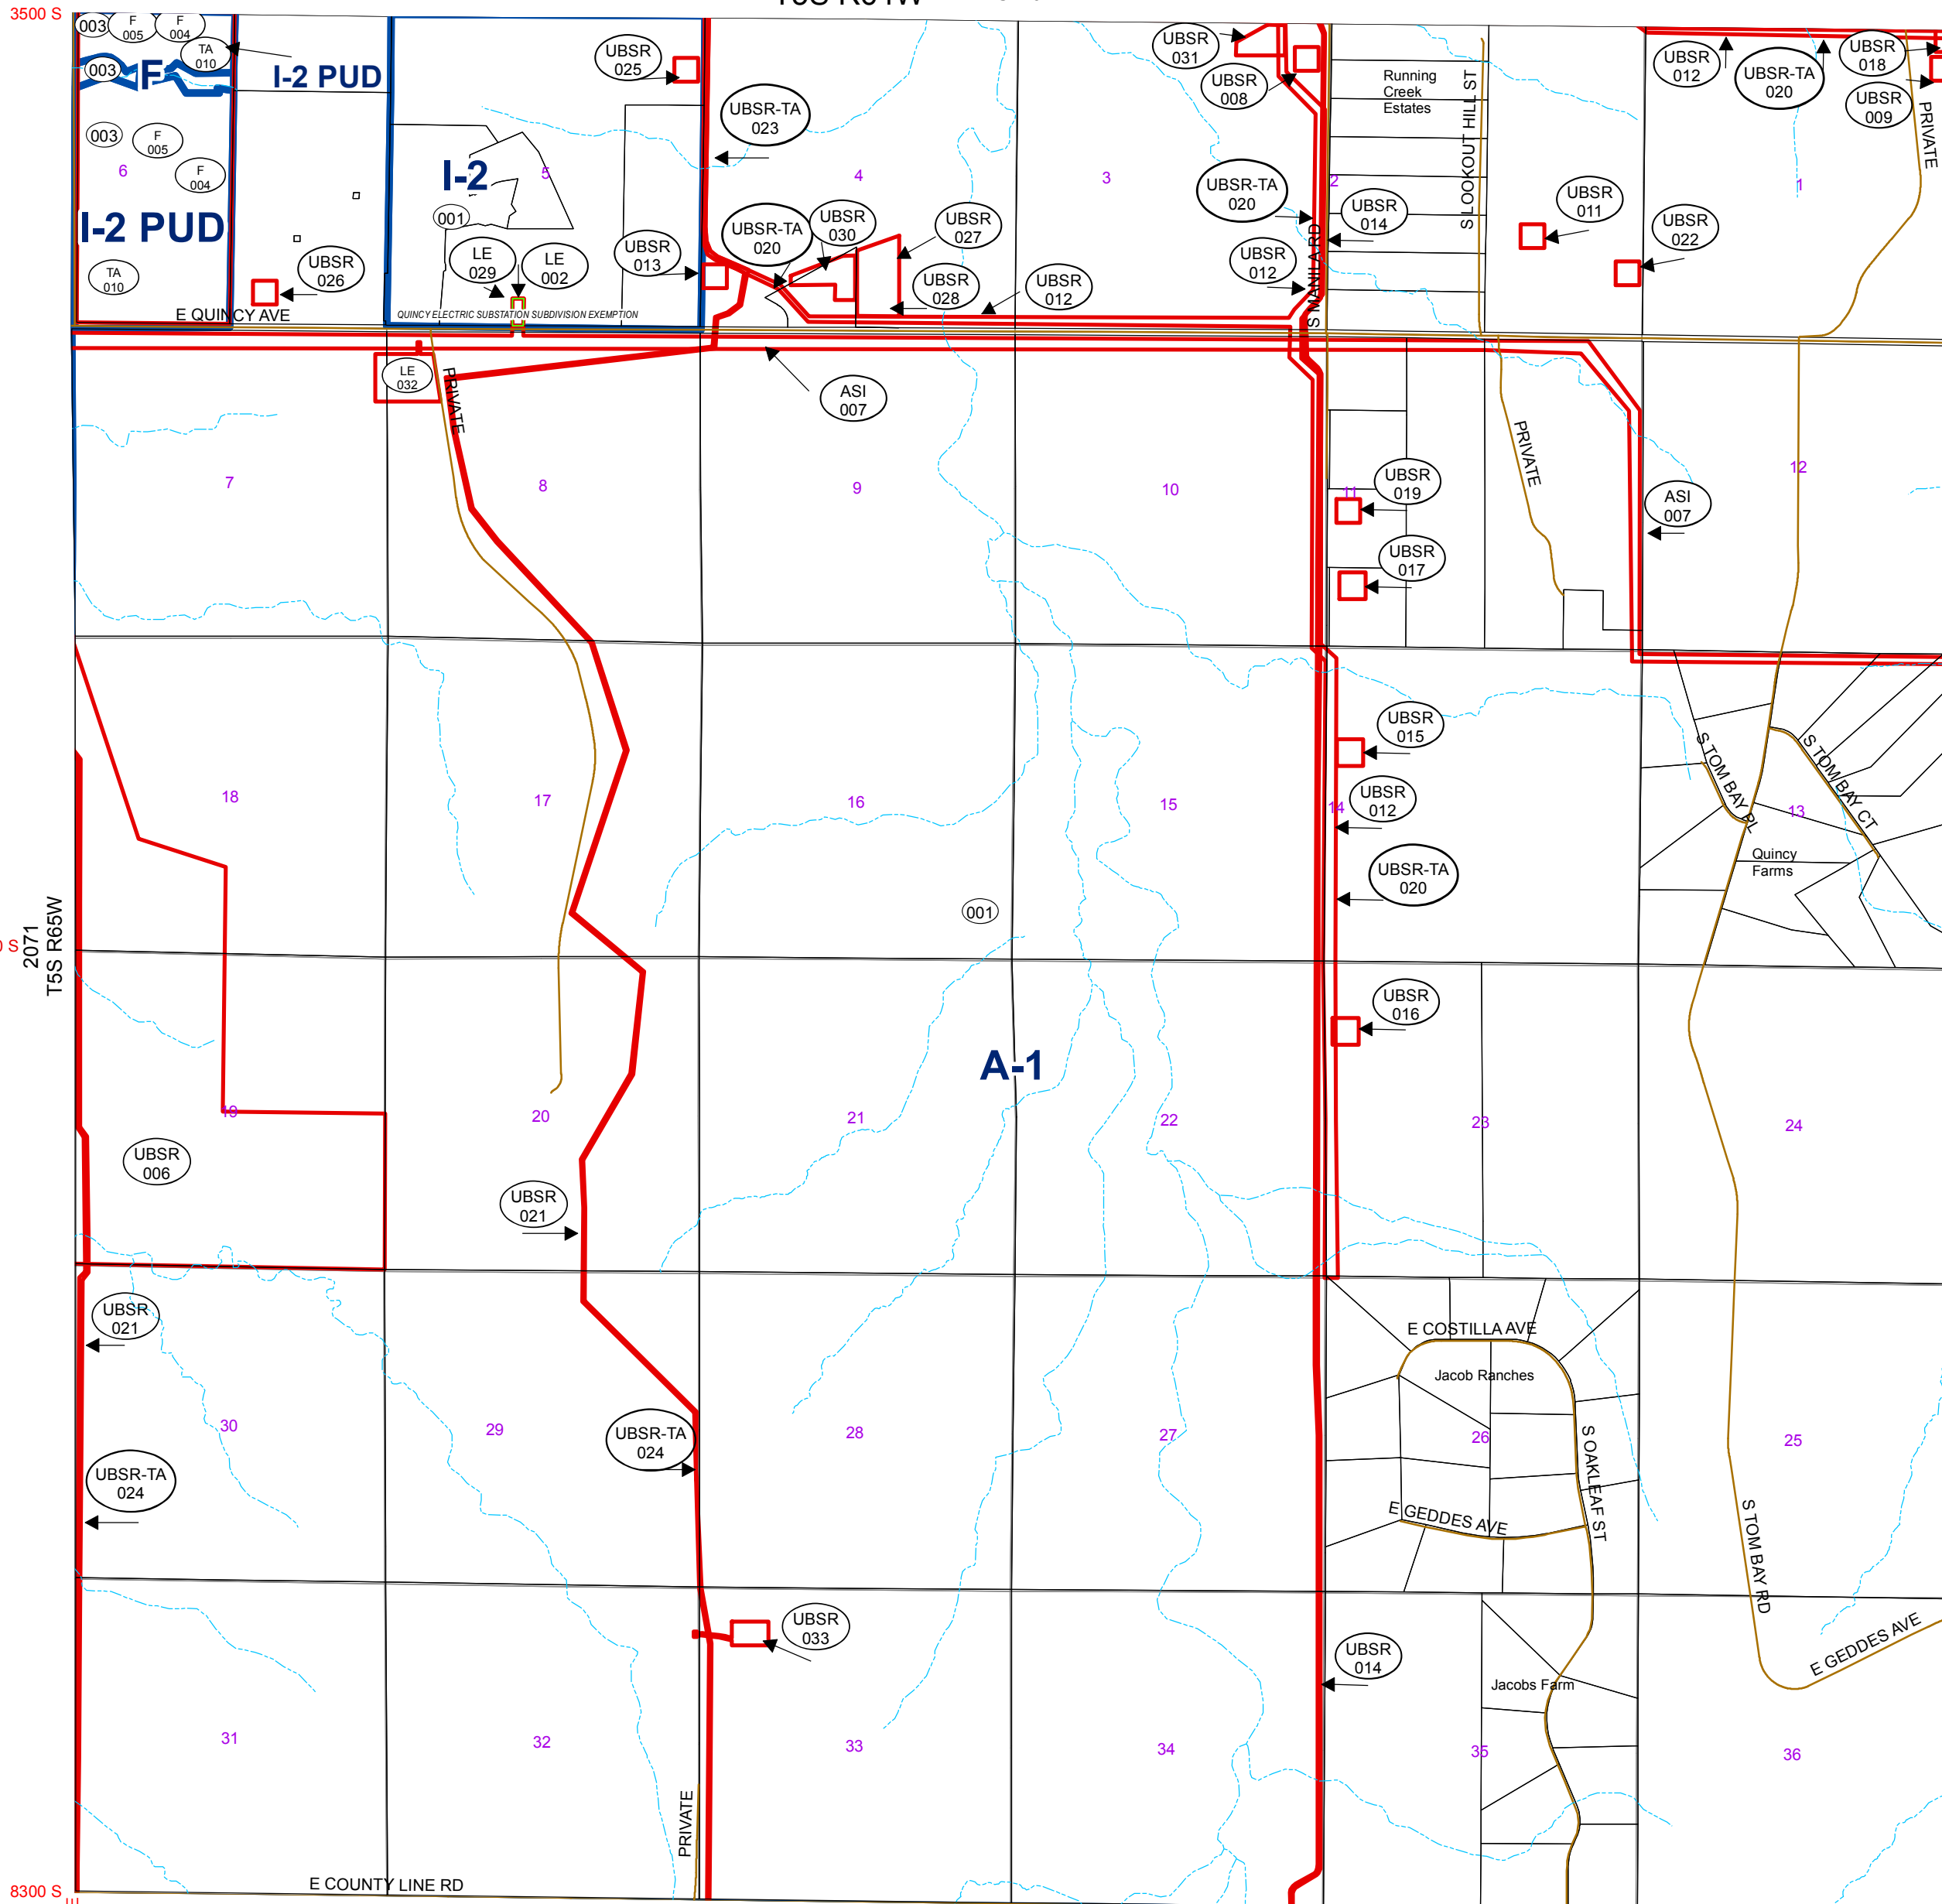 3500 S
003
F
005
F
004
TA
010
I-2 PUD
003
F
003
F
005
F
004
6
I-2 PUD
TA
010
UBSR
026
E QUINCY AVE
I-2
5
001
LE
029
LE
002
QUINCY ELECTRIC SUBSTATION SUBDIVISION EXEMPTION
UBSR
025
UBSR-TA
023
UBSR
013
UBSR-TA
020
UBSR
030
UBSR
027
UBSR
028
UBSR
012
4
3
UBSR
031
UBSR
008
UBSR-TA
020
UBSR
012
S MANILA RD
2
UBSR
014
Running
Creek
Estates
S LOOKOUT HILL ST
UBSR
011
UBSR
022
UBSR
012
UBSR-TA
020
UBSR
018
UBSR
009
PRIVATE
1
LE
032
PRIVATE
ASI
007
7
8
9
10
11
UBSR
019
UBSR
017
PRIVATE
ASI
007
12
18
17
16
15
14
UBSR
015
UBSR
012
UBSR-TA
020
S TOM BAY PL
S TOM BAY CT
13
Quincy
Farms
001
2071
T5S R65W
0 S
A-1
UBSR
016
19
20
21
22
23
24
UBSR
006
UBSR
021
UBSR
021
UBSR-TA
024
30
29
UBSR-TA
024
28
27
E COSTILLA AVE
Jacob Ranches
26
S OAKLEAF ST
E GEDDES AVE
25
S TOM BAY RD
E GEDDES AVE
UBSR
033
UBSR
014
Jacobs Farm
31
32
33
34
35
36
PRIVATE
E COUNTY LINE RD
8300 S